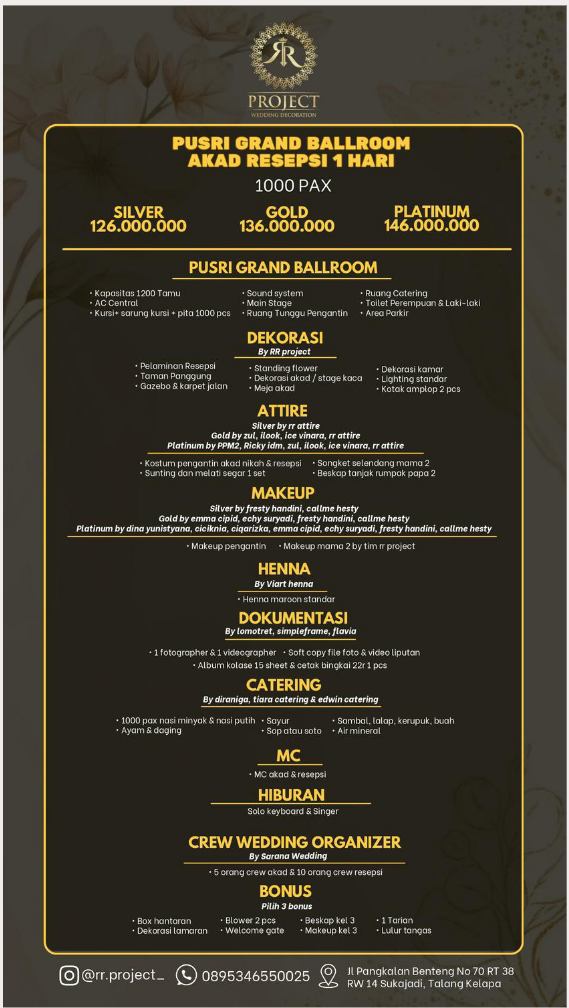 RR
PROJECT
WEDDING DECORATION
PUSRI GRAND BALLROOM
AKAD RESEPSI 1 HARI
1000 PAX
SILVER
126.000.000
GOLD
136.000.000
PLATINUM
146.000.000
PUSRI GRAND BALLROOM
• Kapasitas 1200 Tamu
• AC Central
• Kursi+ sarung kursi + pita 1000 pcs
• Sound system
• Main Stage
• Ruang Tunggu Pengantin
• Ruang Catering
• Toilet Perempuan & Laki-laki
• Area Parkir
DEKORASI
By RR project
• Pelaminan Resepsi
• Taman Panggung
• Gazebo & karpet jalan
• Standing flower
• Dekorasi akad / stage kaca
• Meja akad
• Dekorasi kamar
• Lighting standar
• Kotak amplop 2 pcs
ATTIRE
Silver by rr attire
Gold by zul, ilook, ice vinara, rr attire
Platinum by PPM2, Ricky idm, zul, ilook, ice vinara, rr attire
• Kostum pengantin akad nikah & resepsi
• Sunting dan melati segar 1 set
• Songket selendang mama 2
• Beskap tanjak rumpak papa 2
MAKEUP
Silver by fresty handini, callme hesty
Gold by emma cipid, echy suryadi, fresty handini, callme hesty
Platinum by dina yunistyana, ciciknia, ciqarizka, emma cipid, echy suryadi, fresty handini, callme hesty
• Makeup pengantin • Makeup mama 2 by tim rr project
HENNA
By Viart henna
• Henna maroon standar
DOKUMENTASI
By lomotret, simpleframe, flavia
• 1 fotographer & 1 videographer • Soft copy file foto & video liputan
• Album kolase 15 sheet & cetak bingkai 22r 1 pcs
CATERING
By diraniga, tiara catering & edwin catering
• 1000 pax nasi minyak & nasi putih
• Ayam & daging
• Sayur
• Sop atau soto
• Sambal, lalap, kerupuk, buah
• Air mineral
MC
• MC akad & resepsi
HIBURAN
Solo keyboard & Singer
CREW WEDDING ORGANIZER
By Sarana Wedding
• 5 orang crew akad & 10 orang crew resepsi
BONUS
Pilih 3 bonus
• Box hantaran
• Dekorasi lamaran
• Blower 2 pcs
• Welcome gate
• Beskap kel 3
• Makeup kel 3
• 1 Tarian
• Lulur tangas
@rr.project_
0895346550025
Jl Pangkalan Benteng No 70 RT 38
RW 14 Sukajadi, Talang Kelapa